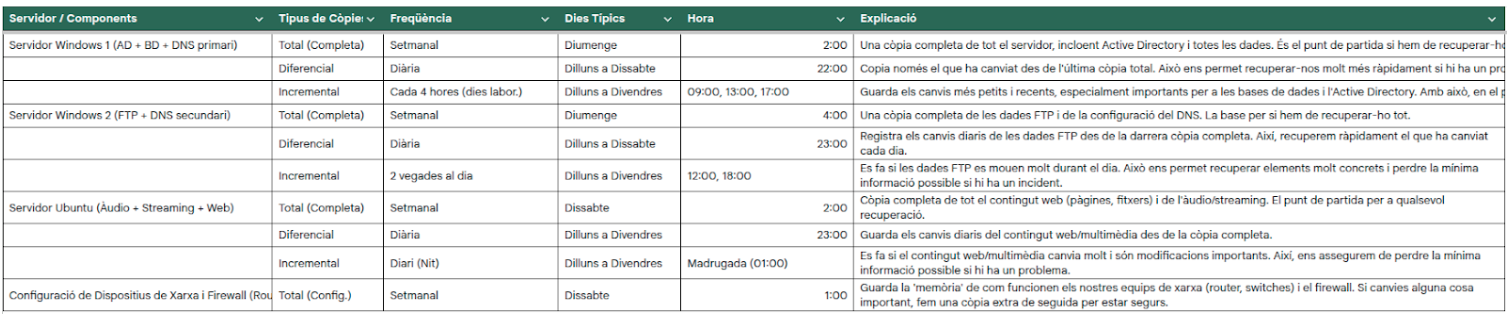 Servidor / Components Tipus de Còpie: Freqüència Dies Típics Hora Explicació
Servidor Windows 1 (AD + BD + DNS primari) Total (Completa) Setmanal Diumenge 2:00 Una còpia completa de tot el servidor, incloent Active Directory i totes les dades. És el punt de partida si hem de recuperar-ho
Diferencial Diària Dilluns a Dissabte 22:00 Copia només el que ha canviat des de l'última còpia total. Això ens permet recuperar-nos molt més ràpidament si hi ha un pro
Incremental Cada 4 hores (dies labor.) Dilluns a Divendres 09:00, 13:00, 17:00 Guarda els canvis més petits i recents, especialment importants per a les bases de dades i l'Active Directory. Amb això, en el p
Servidor Windows 2 (FTP + DNS secundari) Total (Completa) Setmanal Diumenge 4:00 Una còpia completa de les dades FTP i de la configuració del DNS. La base per si hem de recuperar-ho tot.
Diferencial Diària Dilluns a Dissabte 23:00 Registra els canvis diaris de les dades FTP des de la darrera còpia completa. Així, recuperem ràpidament el que ha canviat
cada dia.
Incremental 2 vegades al dia Dilluns a Divendres 12:00, 18:00 Es fa si les dades FTP es mouen molt durant el dia. Això ens permet recuperar elements molt concrets i perdre la mínima
informació possible si hi ha un incident.
Servidor Ubuntu (Àudio + Streaming + Web) Total (Completa) Setmanal Dissabte 2:00 Còpia completa de tot el contingut web (pàgines, fitxers) i de l'àudio/streaming. El punt de partida per a qualsevol
recuperació.
Diferencial Diària Dilluns a Divendres 23:00 Guarda els canvis diaris del contingut web/multimèdia des de la còpia completa.
Incremental Diari (Nit) Dilluns a Divendres Madrugada (01:00) Es fa si el contingut web/multimèdia canvia molt i són modificacions importants. Així, ens assegurem de perdre la mínima
informació possible si hi ha un problema.
Configuració de Dispositius de Xarxa i Firewall (Rou Total (Config.) Setmanal Dissabte 1:00 Guarda la 'memòria' de com funcionen els nostres equips de xarxa (router, switches) i el firewall. Si canvies alguna cosa
important, fem una còpia extra de seguida per estar segurs.